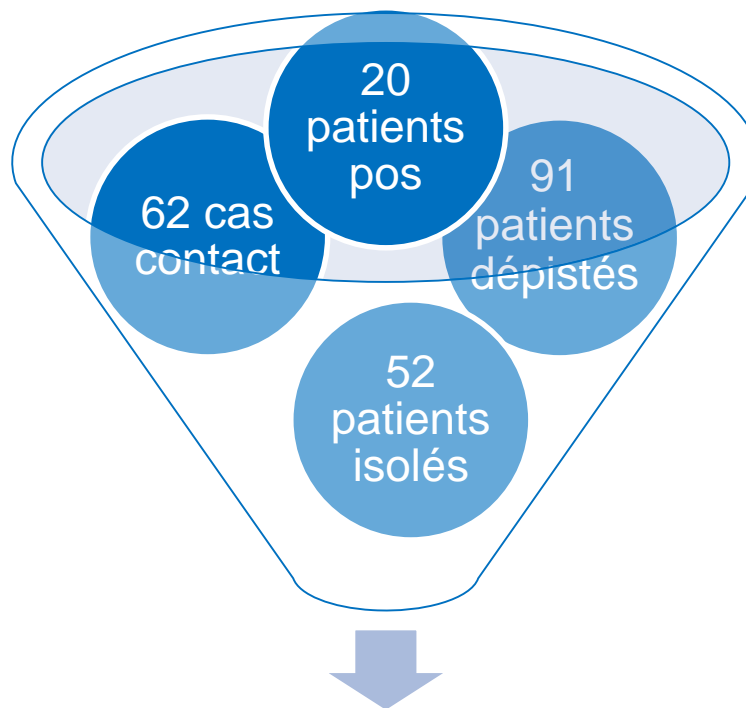 20
patients
pos
62 cas
contact
91
patients
dépistés
52
patients
isolés